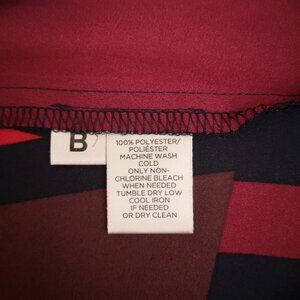 B
100% POLYESTER/
POLIÉSTER
MACHINE WASH
COLD
ONLY NON-
CHLORINE BLEACH
WHEN NEEDED
TUMBLE DRY LOW
COOL IRON
IF NEEDED
OR DRY CLEAN